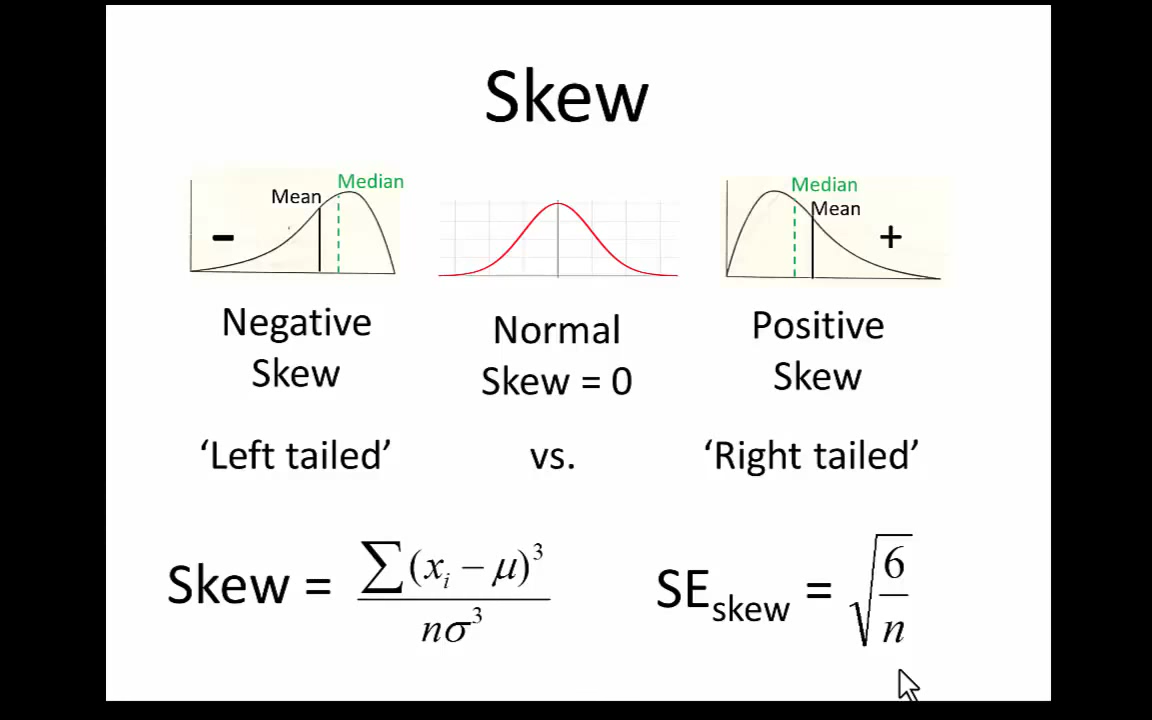 Skew
Mean Median
-
Median
Mean
+
Negative
Skew
Normal
Skew = 0
Positive
Skew
‘Left tailed’ vs. ‘Right tailed’
Skew = ∑(xᵢ − μ)³ / nσ³
SEskew = √(6/n)